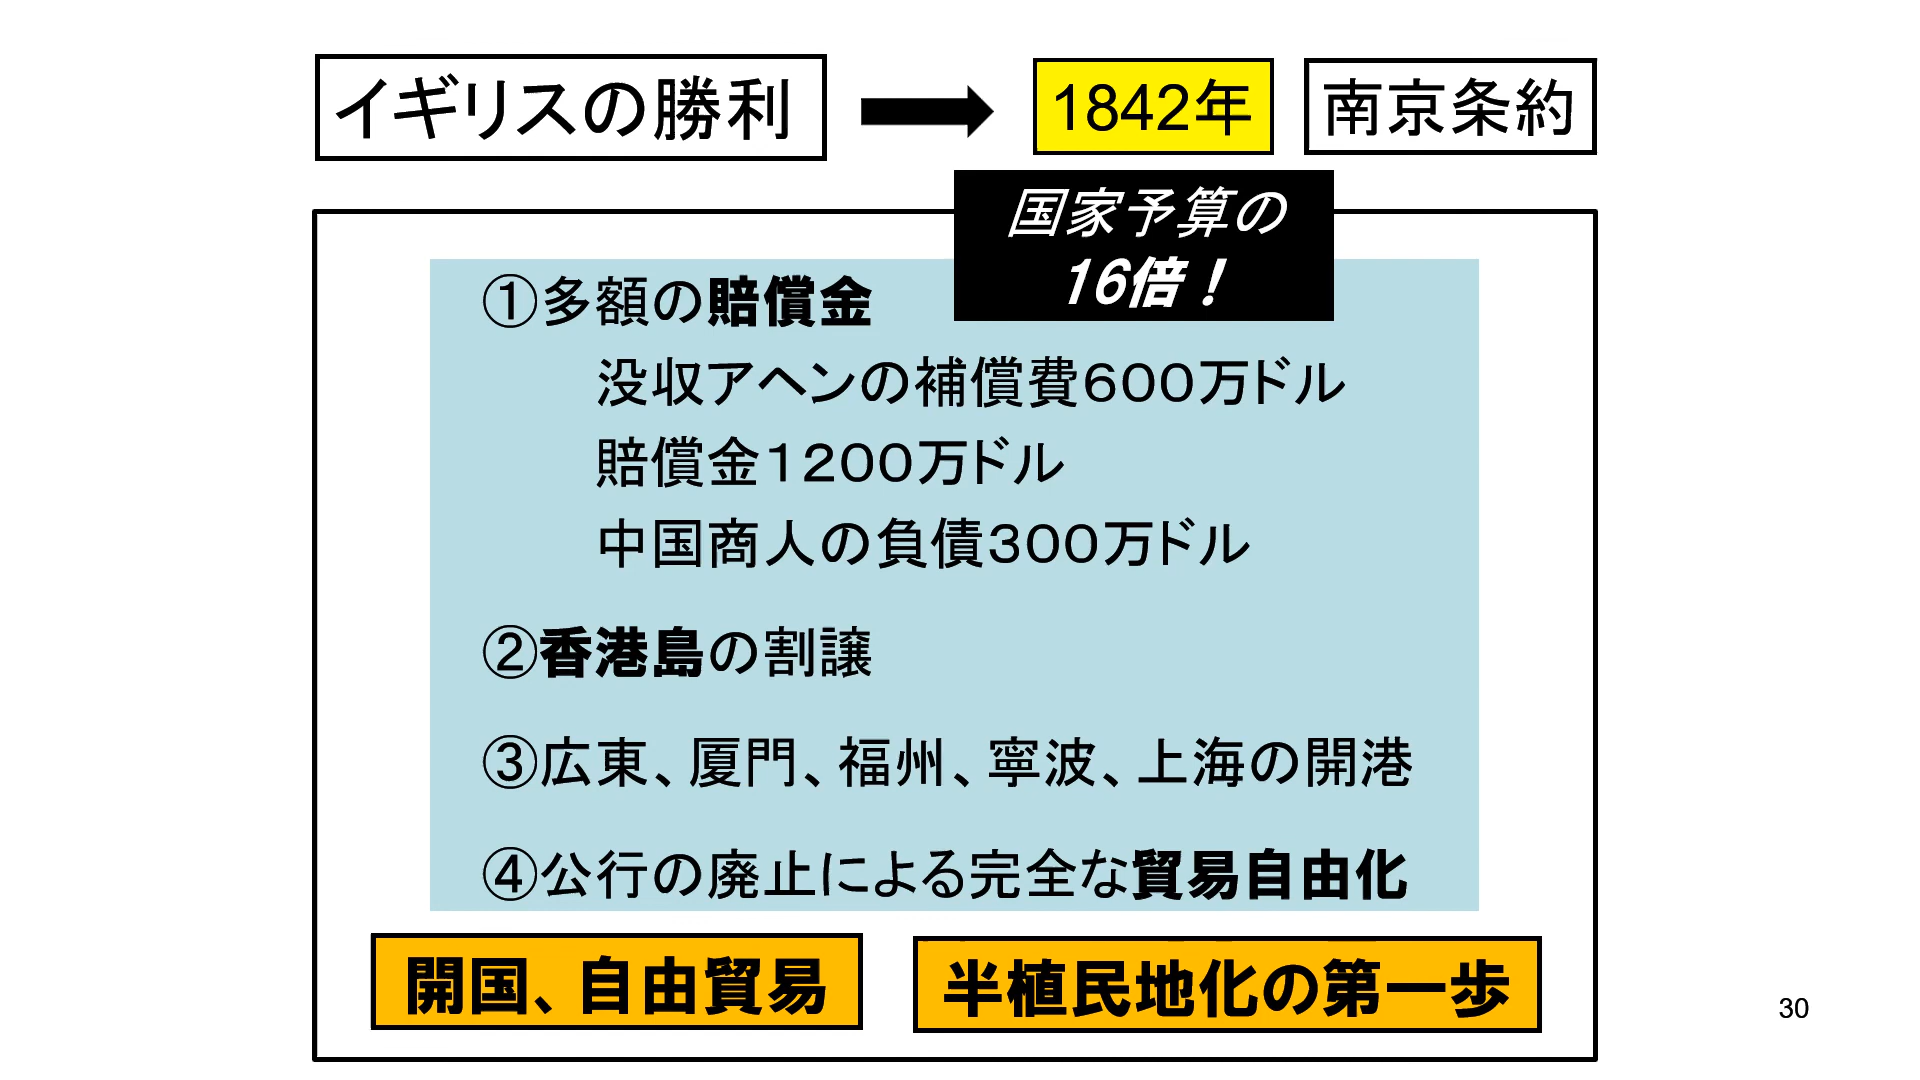 イギリスの勝利
1842年
南京条約
国家予算の
16倍！
①多額の賠償金
没収アヘンの補償費６００万ドル
賠償金１２００万ドル
中国商人の負債３００万ドル
②香港島の割譲
③広東、厦門、福州、寧波、上海の開港
④公行の廃止による完全な貿易自由化
開国、自由貿易
半植民地化の第一歩
30